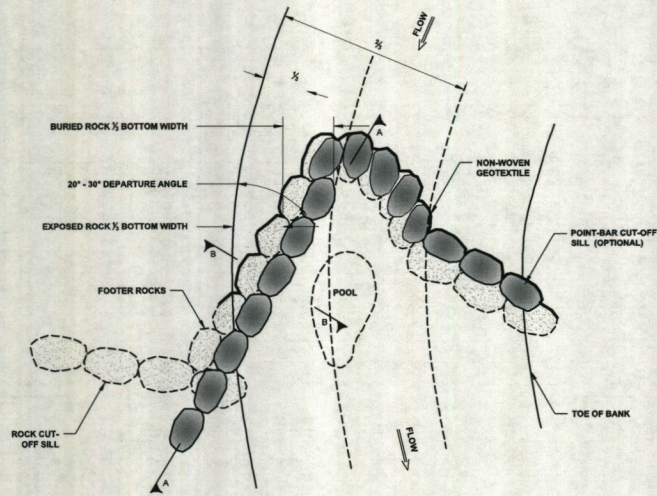 FLOW
⅔
⅓
BURIED ROCK ⅓ BOTTOM WIDTH
A
NON-WOVEN
GEOTEXTILE
20° - 30° DEPARTURE ANGLE
EXPOSED ROCK ⅓ BOTTOM WIDTH
POINT-BAR CUT-OFF
SILL (OPTIONAL)
B
FOOTER ROCKS
POOL
B
TOE OF BANK
ROCK CUT-
OFF SILL
FLOW
A